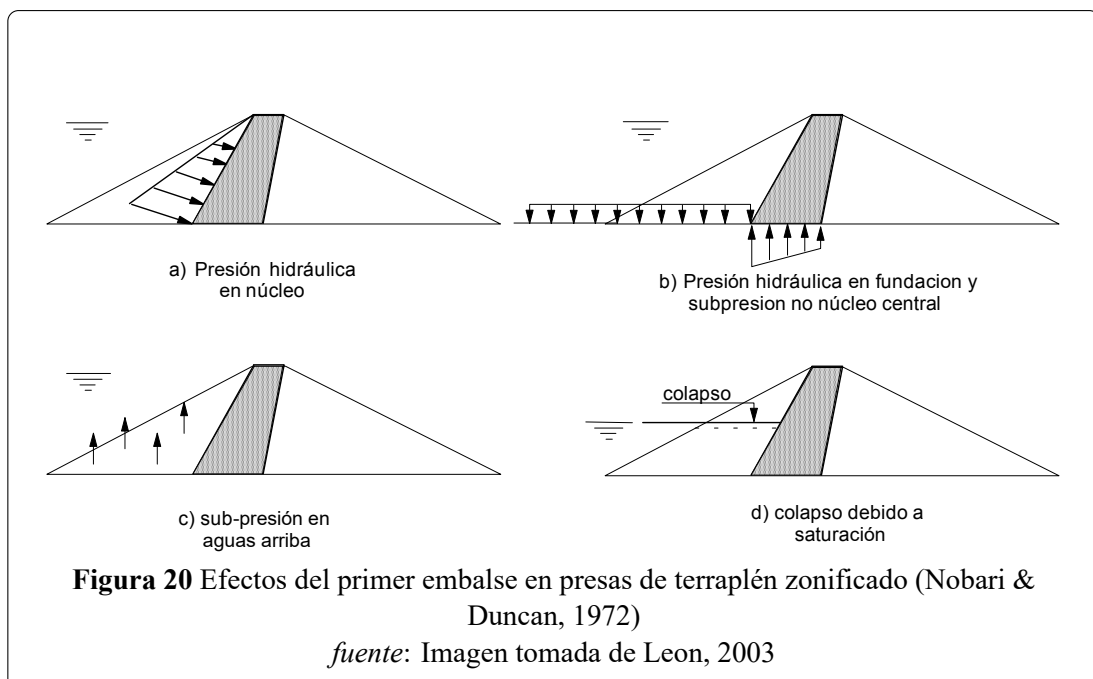 a) Presión hidráulica
en núcleo
b) Presión hidráulica en fundacion y
subpresion no núcleo central
colapso
c) sub-presión en
aguas arriba
d) colapso debido a
saturación
Figura 20 Efectos del primer embalse en presas de terraplén zonificado (Nobari &
Duncan, 1972)
fuente: Imagen tomada de Leon, 2003